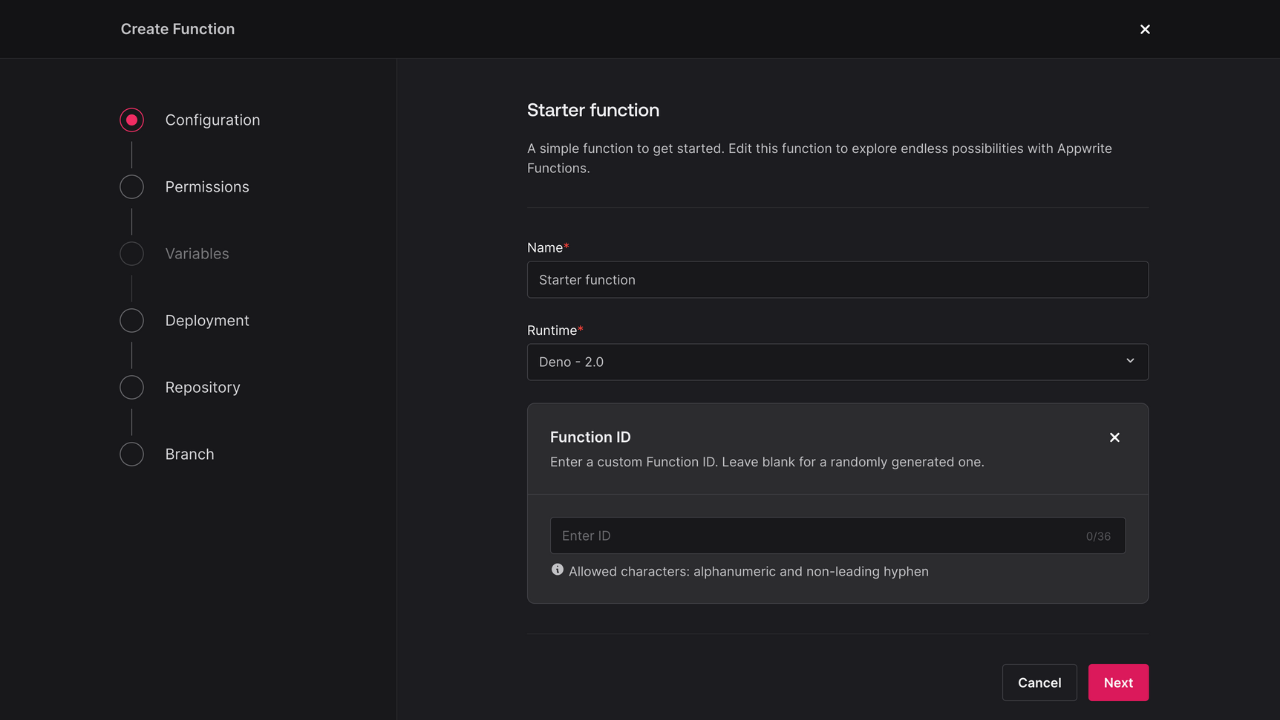 Create Function
Configuration
Permissions
Variables
Deployment
Repository
Branch
Starter function
A simple function to get started. Edit this function to explore endless possibilities with Appwrite
Functions.
Name*
Starter function
Runtime*
Deno - 2.0
Function ID
Enter a custom Function ID. Leave blank for a randomly generated one.
Enter ID 0/36
Allowed characters: alphanumeric and non-leading hyphen
Cancel Next